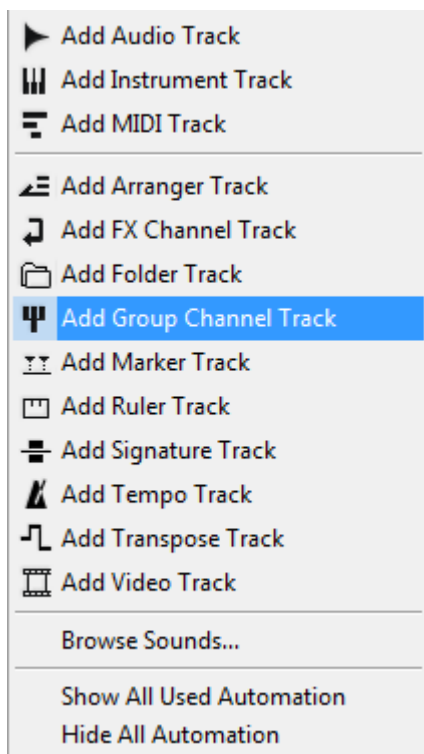 Add Audio Track
Add Instrument Track
Add MIDI Track
Add Arranger Track
Add FX Channel Track
Add Folder Track
Add Group Channel Track
Add Marker Track
Add Ruler Track
Add Signature Track
Add Tempo Track
Add Transpose Track
Add Video Track
Browse Sounds...
Show All Used Automation
Hide All Automation